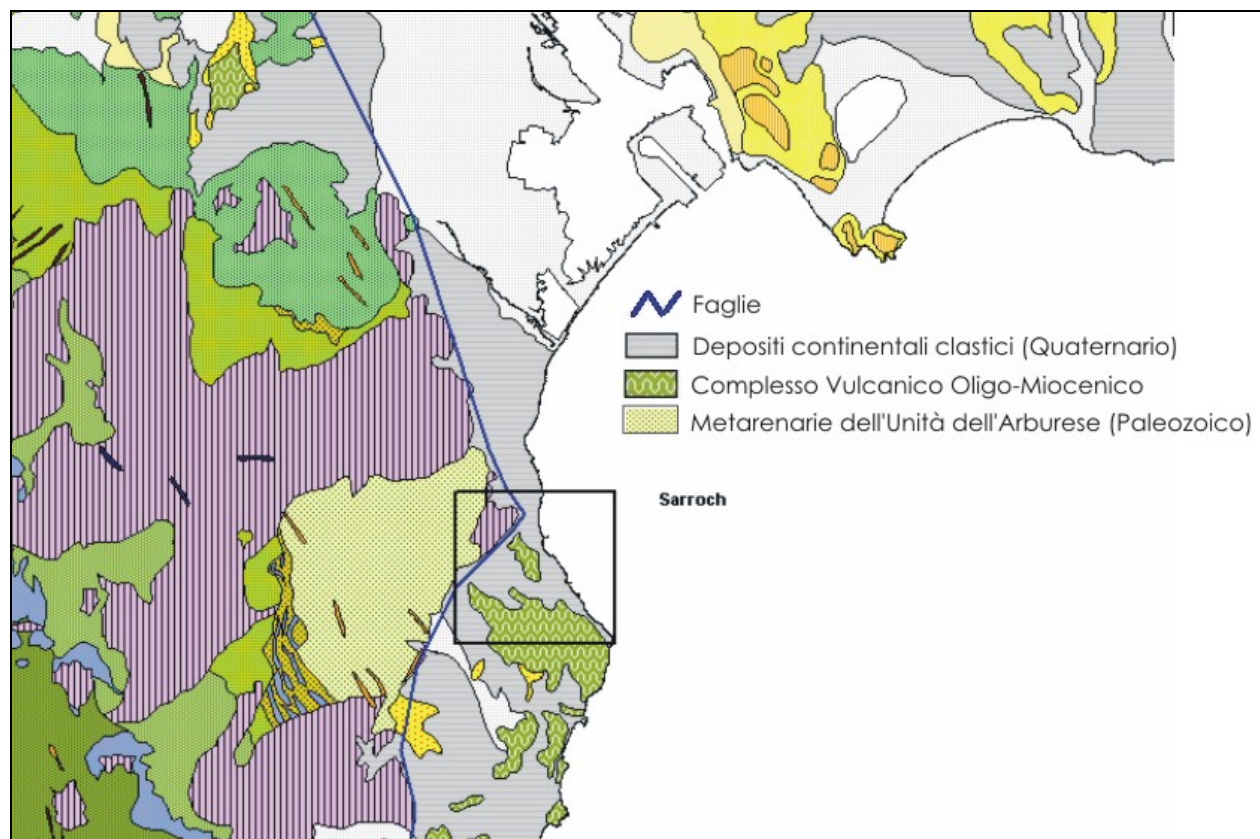 Faglie
Depositi continentali clastici (Quaternario)
Complesso Vulcanico Oligo-Miocenico
Metarenarie dell'Unità dell'Arburese (Paleozoico)
Sarroch